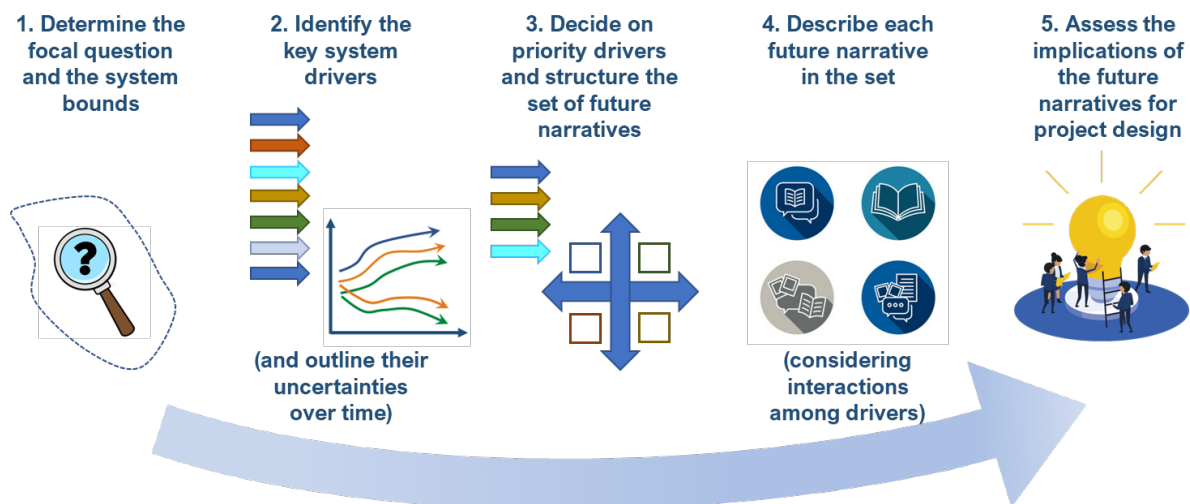 1. Determine the
focal question
and the system
bounds
2. Identify the
key system
drivers
(and outline their
uncertainties
over time)
3. Decide on
priority drivers
and structure the
set of future
narratives
4. Describe each
future narrative
in the set
(considering
interactions
among drivers)
5. Assess the
implications of
the future
narratives for
project design
?